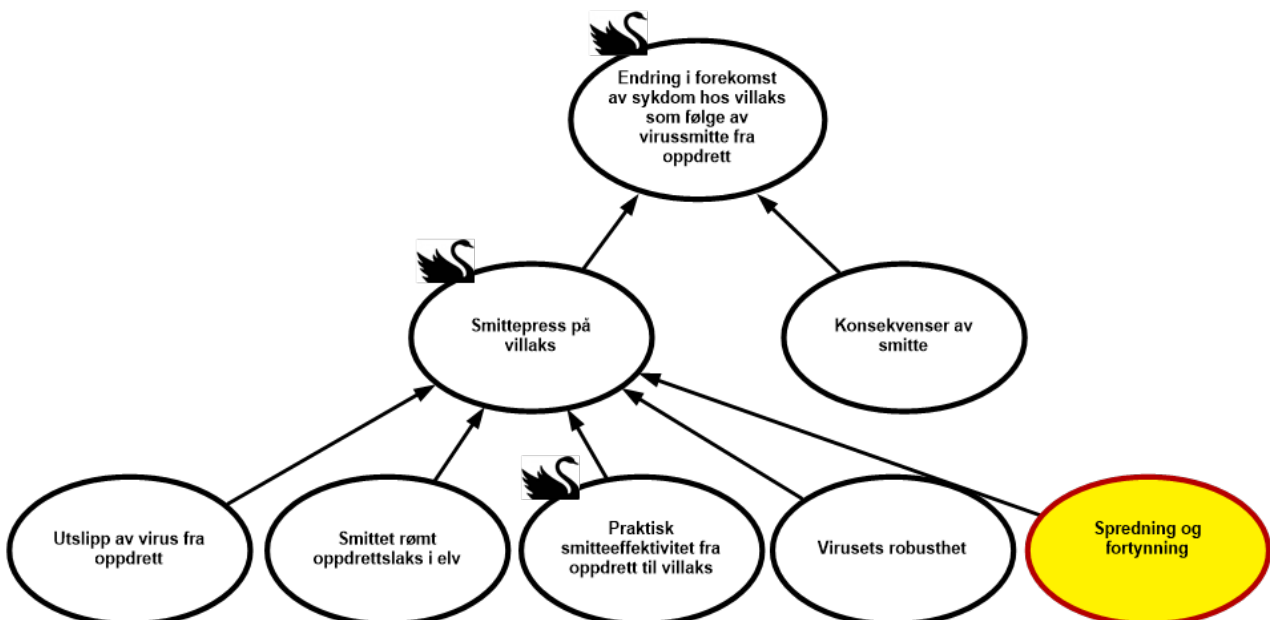 Endring i forekomst
av sykdom hos villaks
som følge av
virussmitte fra
oppdrett
Smittepress på
villaks
Konsekvenser av
smitte
Utslipp av virus fra
oppdrett
Smittet rømt
oppdrettslaks i elv
Praktisk
smitteeffektivitet fra
oppdrett til villaks
Virusets robusthet
Spredning og
fortynning